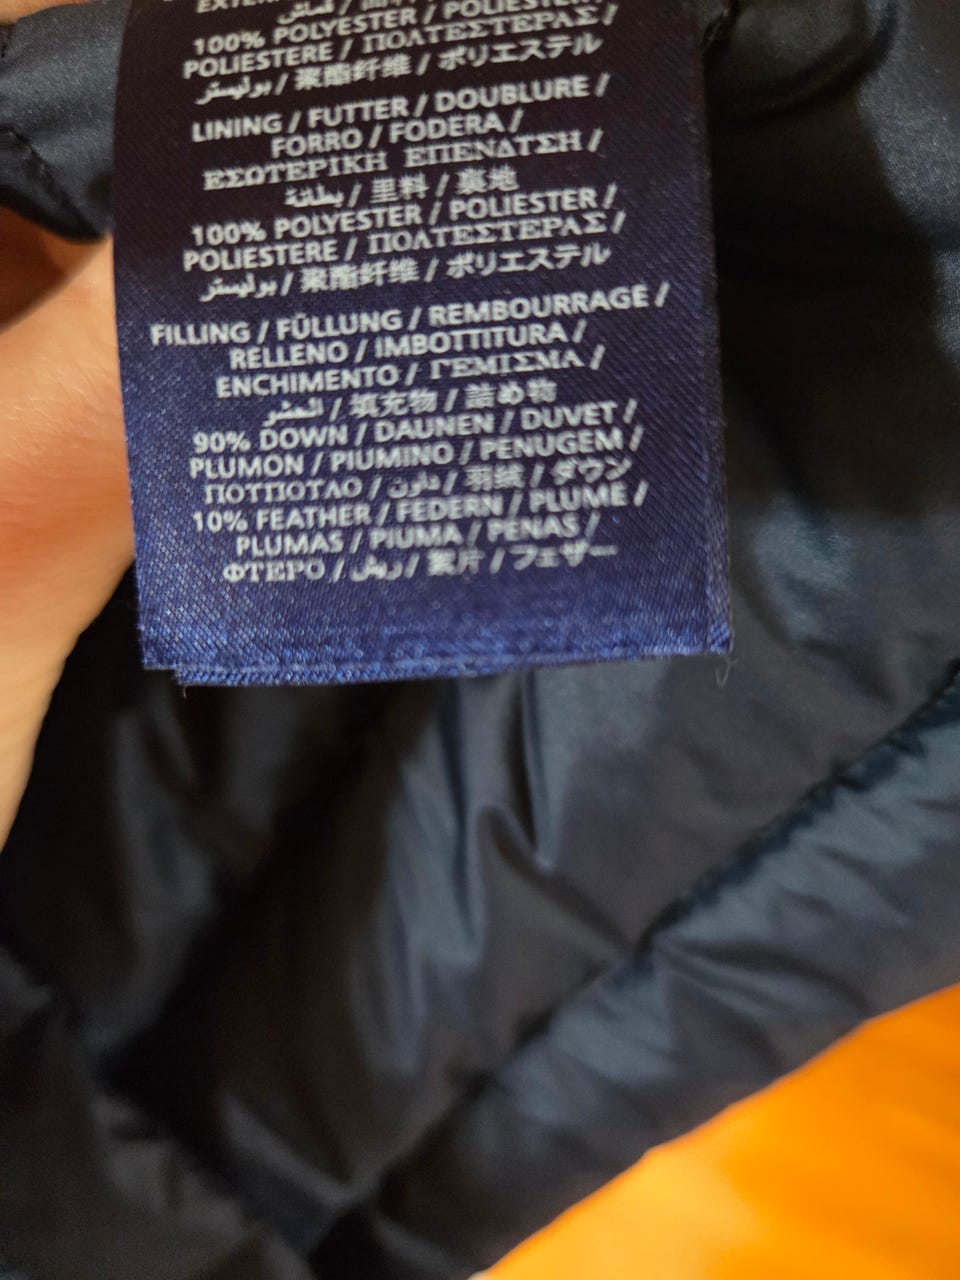 100% POLYESTER / POLIESTER /
POLIESTERE / ΠΟΛΥΕΣΤΕΡΑΣ /
بوليستر / 聚酯纤维 / ポリエステル
LINING / FUTTER / DOUBLURE /
FORRO / FODERA /
ΕΣΩΤΕΡΙΚΗ ΕΠΕΝΔΥΣΗ /
بطانة / 里料 / 裏地
100% POLYESTER / POLIESTER /
POLIESTERE / ΠΟΛΥΕΣΤΕΡΑΣ /
بوليستر / 聚酯纤维 / ポリエステル
FILLING / FÜLLUNG / REMBOURRAGE /
RELLENO / IMBOTTITURA /
ENCHIMENTO / ΓΕΜΙΣΜΑ /
الحشو / 填充物 / 詰め物
90% DOWN / DAUNEN / DUVET /
PLUMON / PIUMINO / PENUGEM /
ΠΟΥΠΟΥΛΟ / داون / 羽绒 / ダウン
10% FEATHER / FEDERN / PLUME /
PLUMAS / PIUMA / PENAS /
ΦΤΕΡΟ / ريش / 片 / フェザー